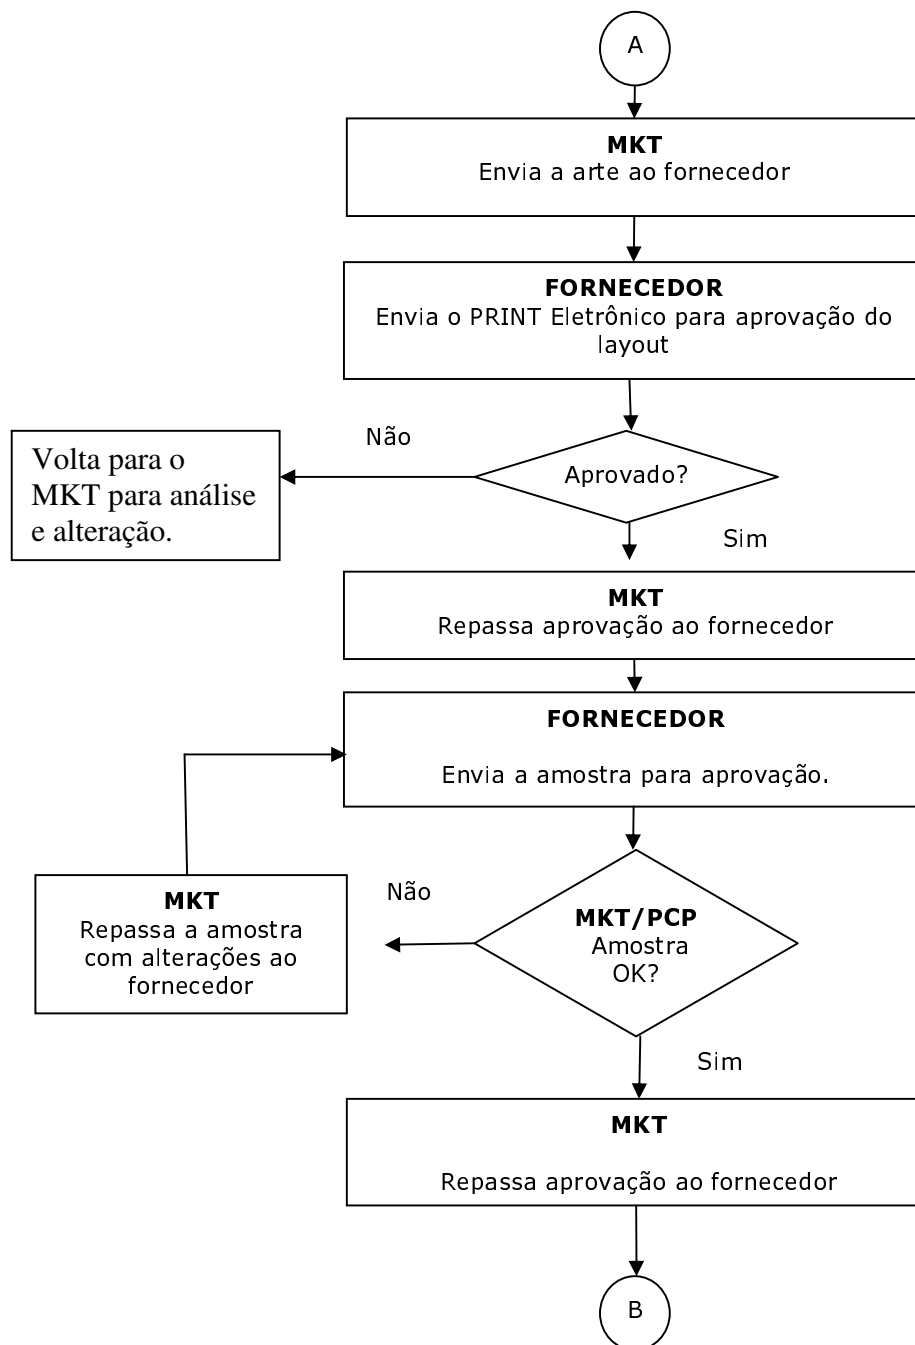 A
MKT
Envia a arte ao fornecedor
FORNECEDOR
Envia o PRINT Eletrônico para aprovação do
layout
Não
Volta para o
MKT para análise
e alteração.
Aprovado?
Sim
MKT
Repassa aprovação ao fornecedor
FORNECEDOR
Envia a amostra para aprovação.
MKT
Repassa a amostra
com alterações ao
fornecedor
Não
MKT/PCP
Amostra
OK?
Sim
MKT
Repassa aprovação ao fornecedor
B